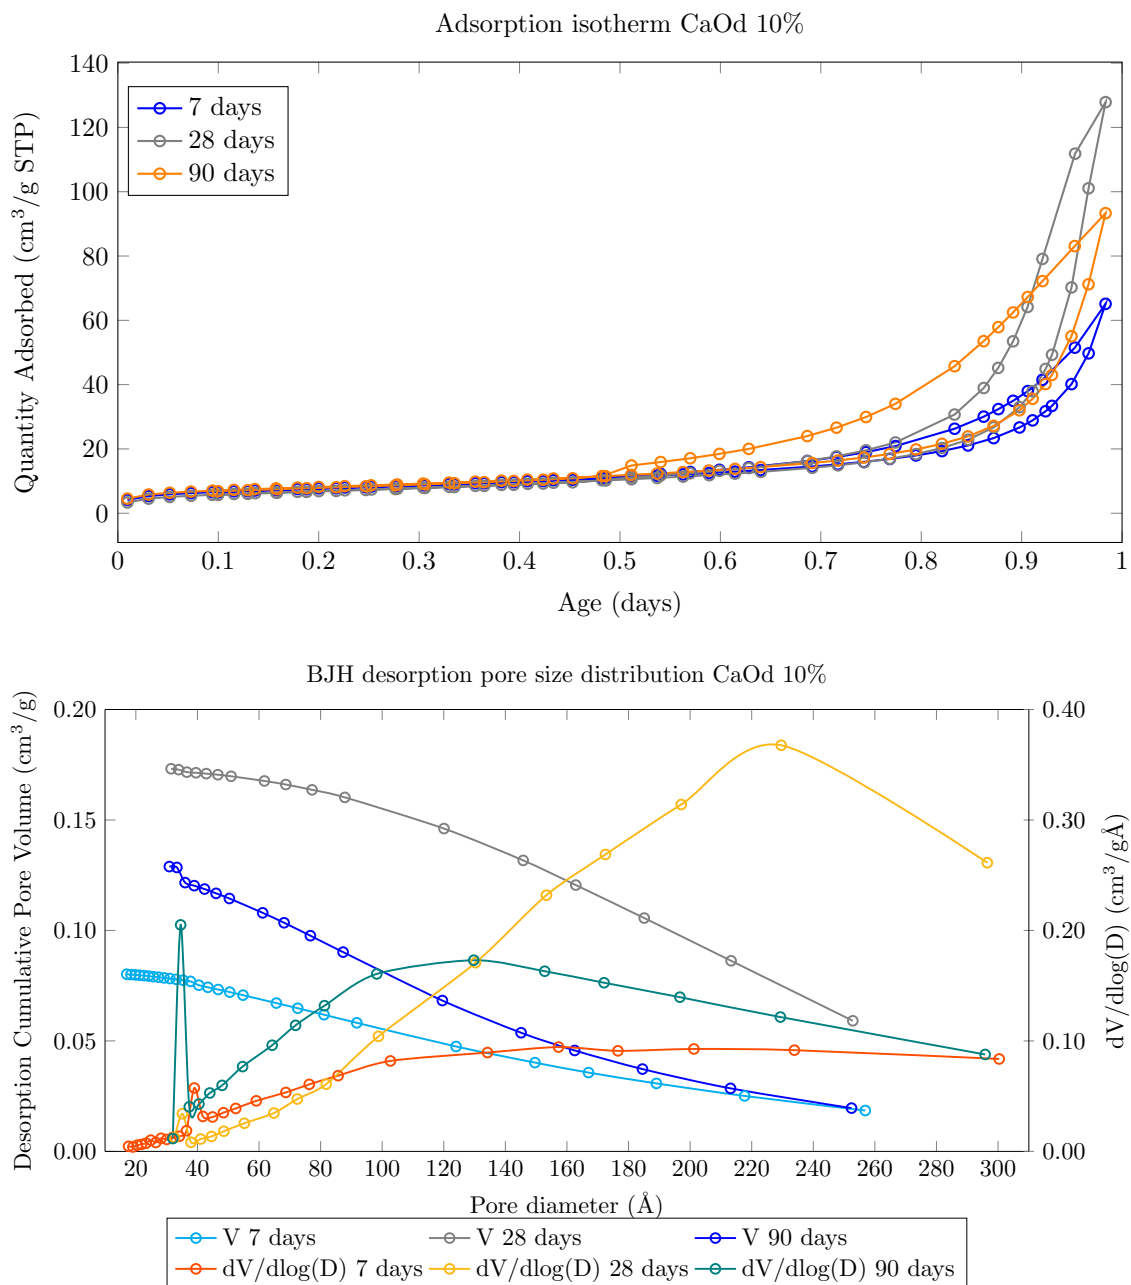 Adsorption isotherm CaOd 10%
Quantity Adsorbed (cm³/g STP)
140
120
100
80
60
40
20
0
7 days
28 days
90 days
0 0.1 0.2 0.3 0.4 0.5 0.6 0.7 0.8 0.9 1
Age (days)
BJH desorption pore size distribution CaOd 10%
Desorption Cumulative Pore Volume (cm³/g)
0.20
0.15
0.10
0.05
0.00
0.40
0.30
0.20
0.10
0.00
dV/dlog(D) (cm³/gÅ)
20 40 60 80 100 120 140 160 180 200 220 240 260 280 300
Pore diameter (Å)
V 7 days V 28 days V 90 days
dV/dlog(D) 7 days dV/dlog(D) 28 days dV/dlog(D) 90 days